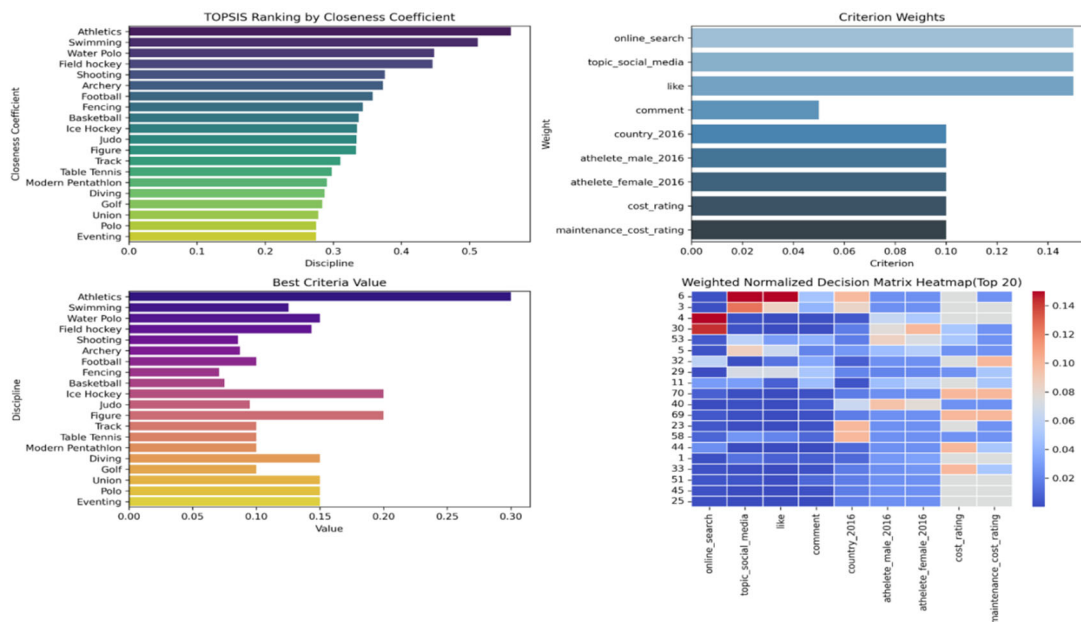 TOPSIS Ranking by Closeness Coefficient
Closeness Coefficient
Athletics
Swimming
Water Polo
Field hockey
Shooting
Archery
Football
Fencing
Basketball
Ice Hockey
Judo
Figure
Track
Table Tennis
Modern Pentathlon
Diving
Golf
Union
Polo
Eventing
0.0 0.1 0.2 0.3 0.4 0.5
Discipline
Criterion Weights
Weight
online_search
topic_social_media
like
comment
country_2016
athelete_male_2016
athelete_female_2016
cost_rating
maintenance_cost_rating
0.00 0.02 0.04 0.06 0.08 0.10 0.12 0.14
Criterion
Best Criteria Value
Discipline
Athletics
Swimming
Water Polo
Field hockey
Shooting
Archery
Football
Fencing
Basketball
Ice Hockey
Judo
Figure
Track
Table Tennis
Modern Pentathlon
Diving
Golf
Union
Polo
Eventing
0.00 0.05 0.10 0.15 0.20 0.25 0.30
Value
Weighted Normalized Decision Matrix Heatmap(Top 20)
6
3
4
30
53
5
32
29
11
70
40
69
23
58
44
1
33
51
45
25
online_search
topic_social_media
like
comment
country_2016
athelete_male_2016
athelete_female_2016
cost_rating
maintenance_cost_rating
0.14
0.12
0.10
0.08
0.06
0.04
0.02